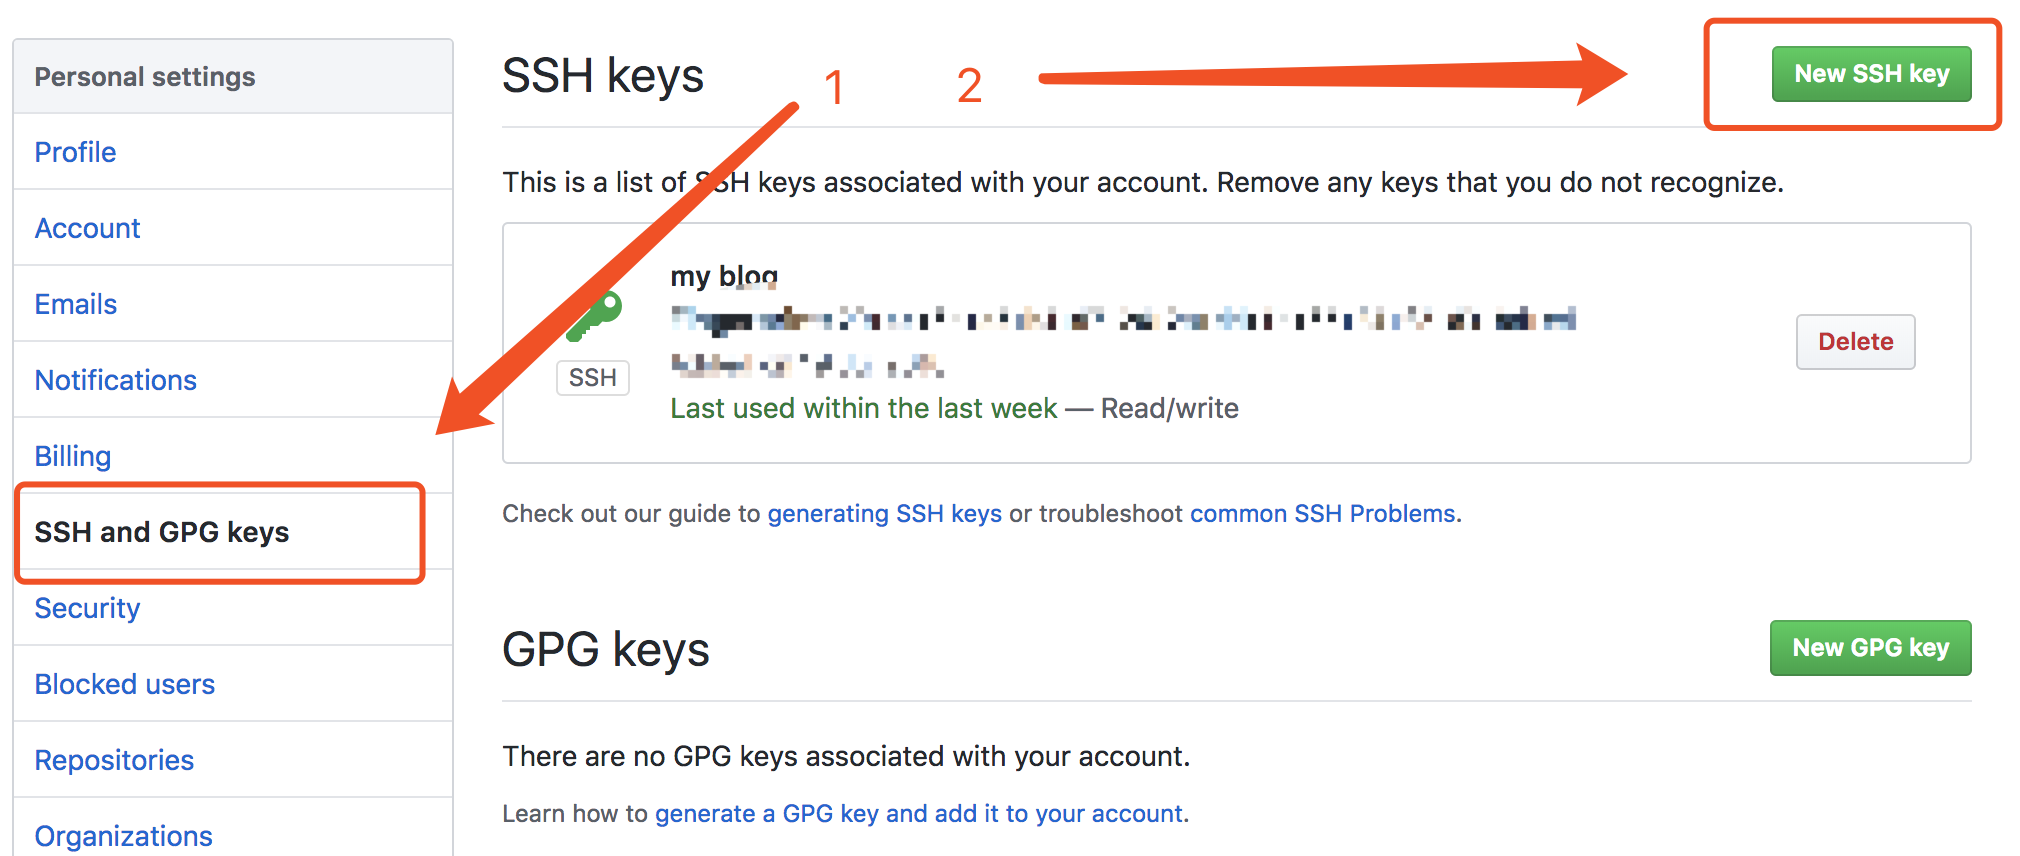 Personal settings
Profile
Account
Emails
Notifications
Billing
SSH and GPG keys
Security
Blocked users
Repositories
Organizations
SSH keys
1
2
New SSH key
This is a list of SSH keys associated with your account. Remove any keys that you do not recognize.
my blog
SSH
Last used within the last week — Read/write
Delete
Check out our guide to generating SSH keys or troubleshoot common SSH Problems.
GPG keys
New GPG key
There are no GPG keys associated with your account.
Learn how to generate a GPG key and add it to your account.